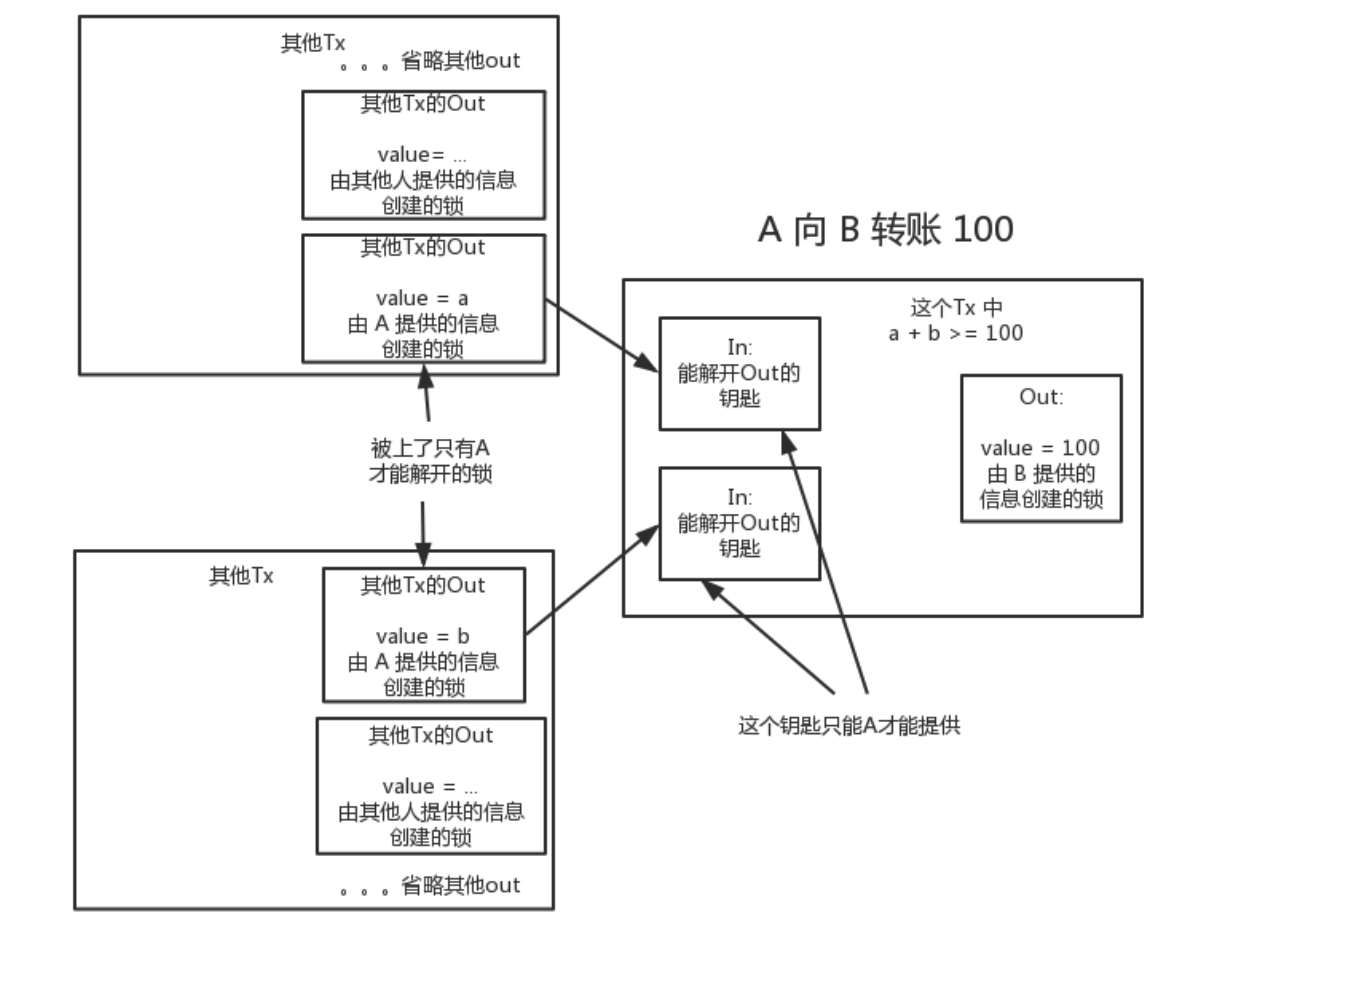 其他Tx
。。。省略其他out
其他Tx的Out
value= ...
由其他人提供的信息
创建的锁
其他Tx的Out
value = a
由 A 提供的信息
创建的锁
被上了只有A
才能解开的锁
其他Tx
其他Tx的Out
value = b
由 A 提供的信息
创建的锁
其他Tx的Out
value = ...
由其他人提供的信息
创建的锁
。。。省略其他out
A 向 B 转账 100
这个Tx 中
a + b >= 100
In:
能解开Out的
钥匙
In:
能解开Out的
钥匙
Out:
value = 100
由 B 提供的
信息创建的锁
这个钥匙只能A才能提供